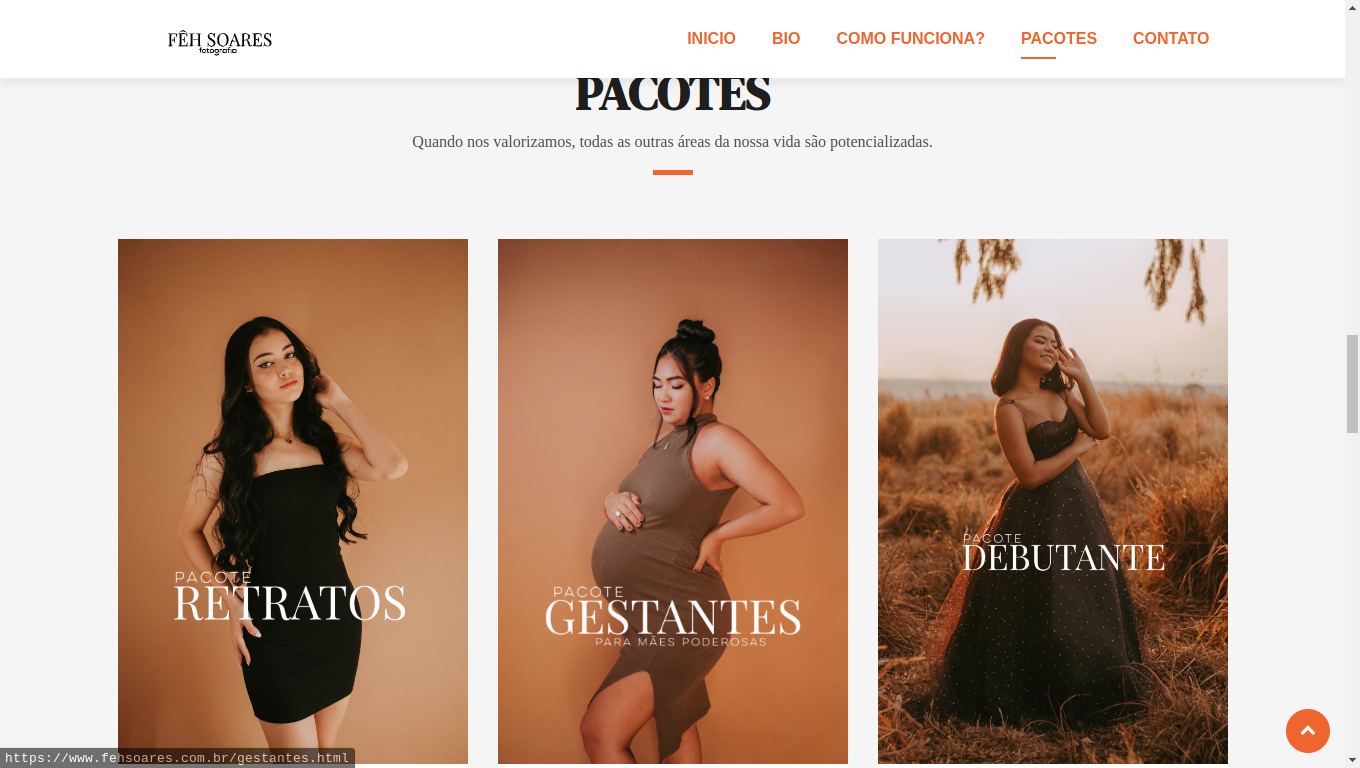 FÊH SOARES
fotografia
INICIO
BIO
COMO FUNCIONA?
PACOTES
CONTATO
PACOTES
Quando nos valorizamos, todas as outras áreas da nossa vida são potencializadas.
PACOTE
RETRATOS
PACOTE
GESTANTES
PARA MÃES PODEROSAS
PACOTE
DEBUTANTE
https://www.fehsoares.com.br/gestantes.html